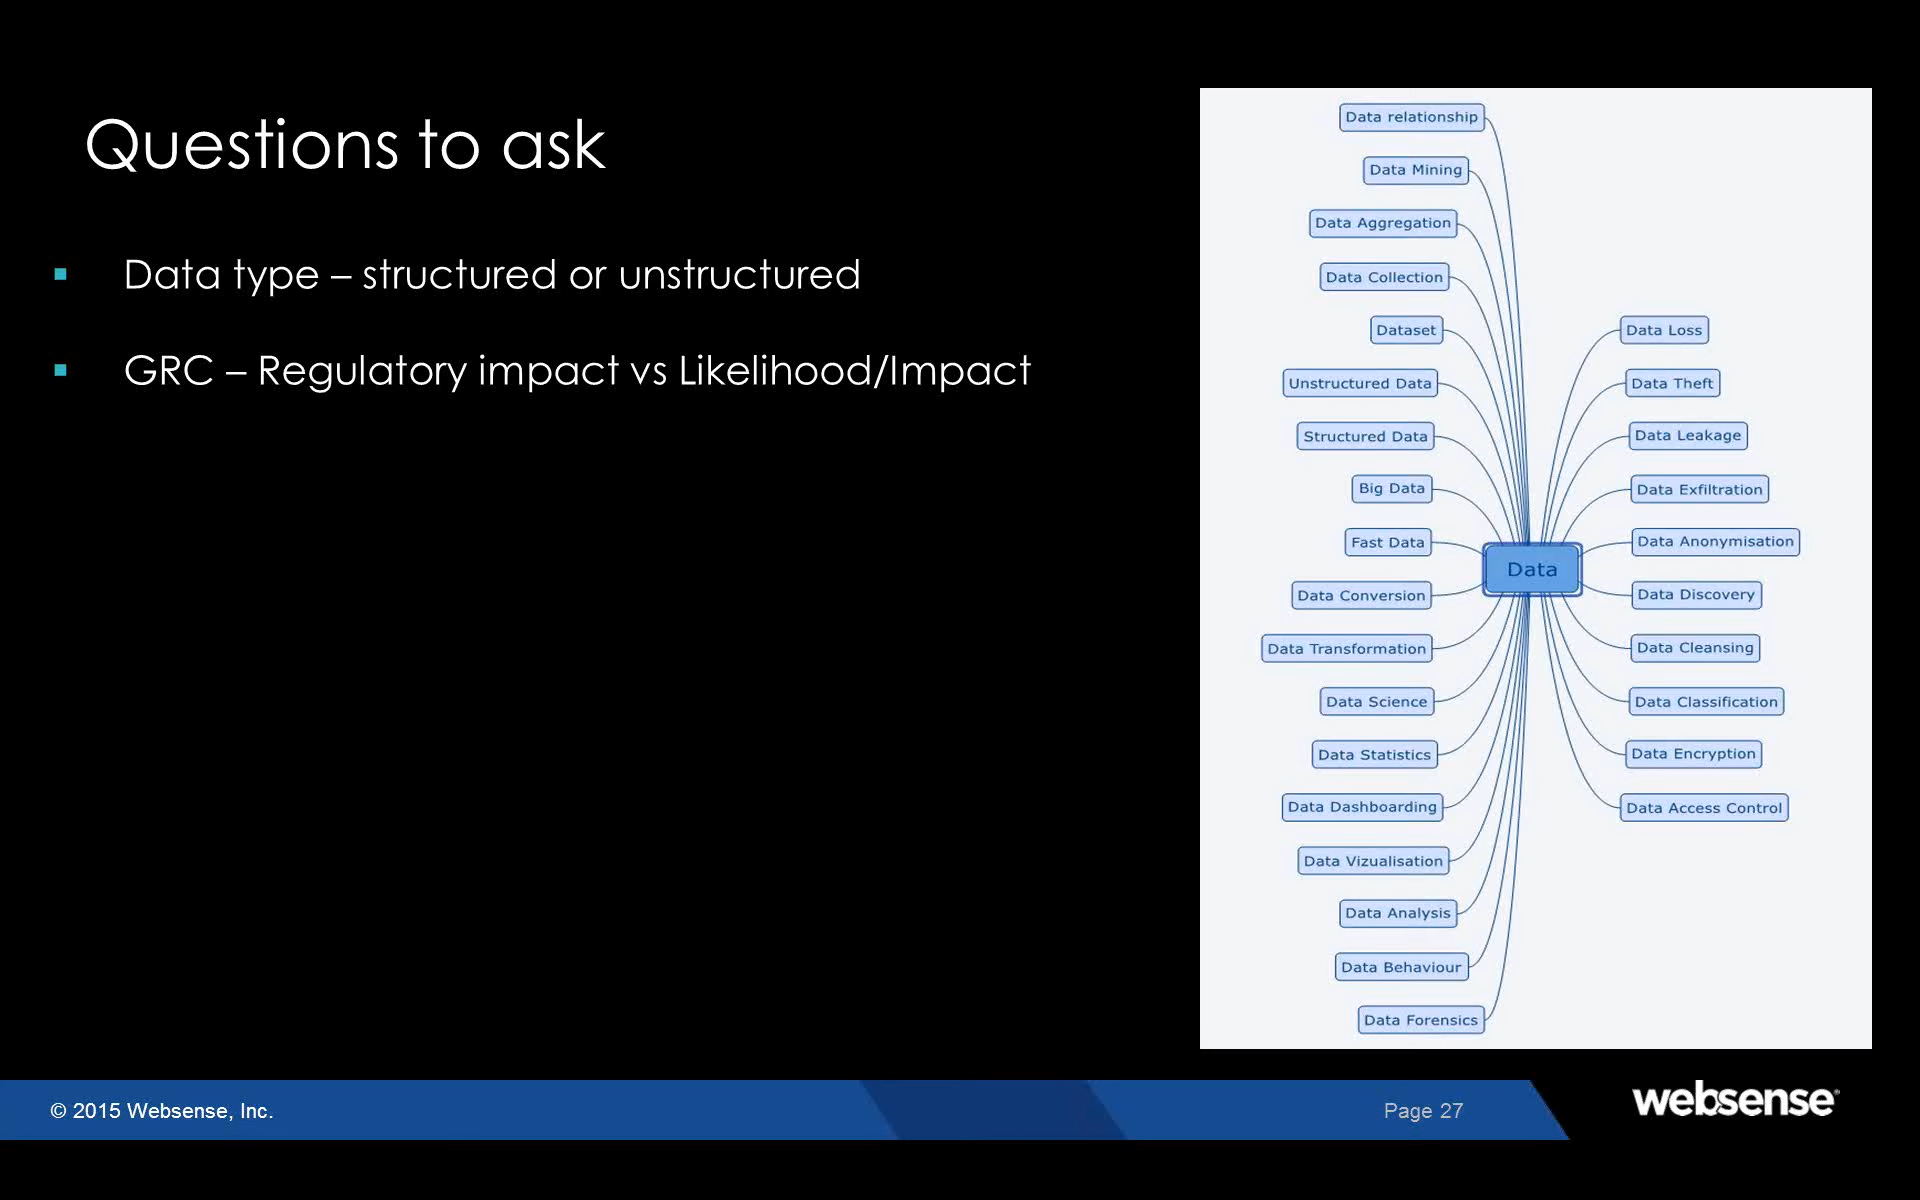 Questions to ask
Data type – structured or unstructured
GRC – Regulatory impact vs Likelihood/Impact
Data relationship
Data Mining
Data Aggregation
Data Collection
Dataset
Unstructured Data
Structured Data
Big Data
Fast Data
Data Conversion
Data Transformation
Data Science
Data Statistics
Data Dashboarding
Data Vizualisation
Data Analysis
Data Behaviour
Data Forensics
Data
Data Loss
Data Theft
Data Leakage
Data Exfiltration
Data Anonymisation
Data Discovery
Data Cleansing
Data Classification
Data Encryption
Data Access Control
© 2015 Websense, Inc.
Page 27
websense